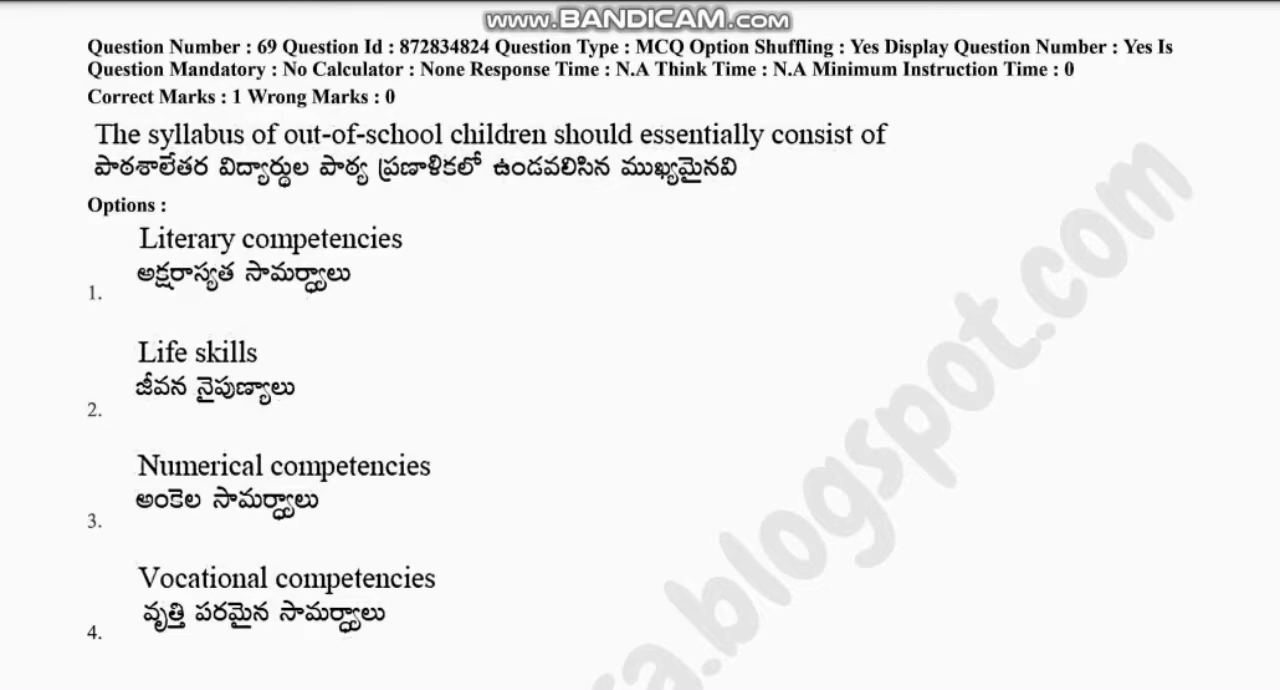 www.BANDICAM.com
Question Number : 69 Question Id : 872834824 Question Type : MCQ Option Shuffling : Yes Display Question Number : Yes Is
Question Mandatory : No Calculator : None Response Time : N.A Think Time : N.A Minimum Instruction Time : 0
Correct Marks : 1 Wrong Marks : 0
The syllabus of out-of-school children should essentially consist of
పాఠశాలేతర విద్యార్థుల పాఠ్య ప్రణాళికలో ఉండవలిసిన ముఖ్యమైనవి
Options :
Literary competencies
అక్షరాస్యత సామర్థ్యాలు
1.
Life skills
జీవన నైపుణ్యాలు
2.
Numerical competencies
అంకెల సామర్థ్యాలు
3.
Vocational competencies
వృత్తి పరమైన సామర్థ్యాలు
4.
a.blogspot.com